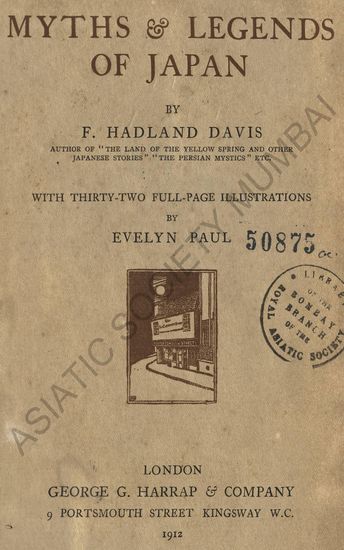 MYTHS & LEGENDS
OF JAPAN
BY
F. HADLAND DAVIS
AUTHOR OF "THE LAND OF THE YELLOW SPRING AND OTHER
JAPANESE STORIES" "THE PERSIAN MYSTICS" ETC.
WITH THIRTY-TWO FULL-PAGE ILLUSTRATIONS
BY
EVELYN PAUL
50875
LIBRARY
OF THE
BOMBAY
BRANCH
OF THE
ROYAL ASIATIC SOCIETY
LONDON
GEORGE G. HARRAP & COMPANY
9 PORTSMOUTH STREET KINGSWAY W.C.
1912
ASIATIC SOCIETY MUMBAI